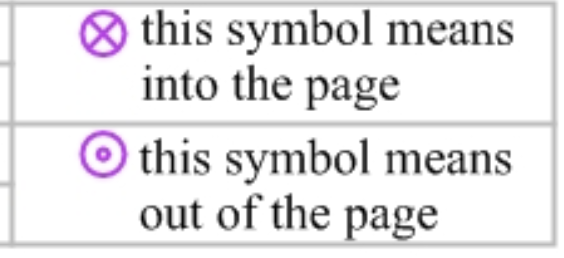 this symbol means
into the page
this symbol means
out of the page